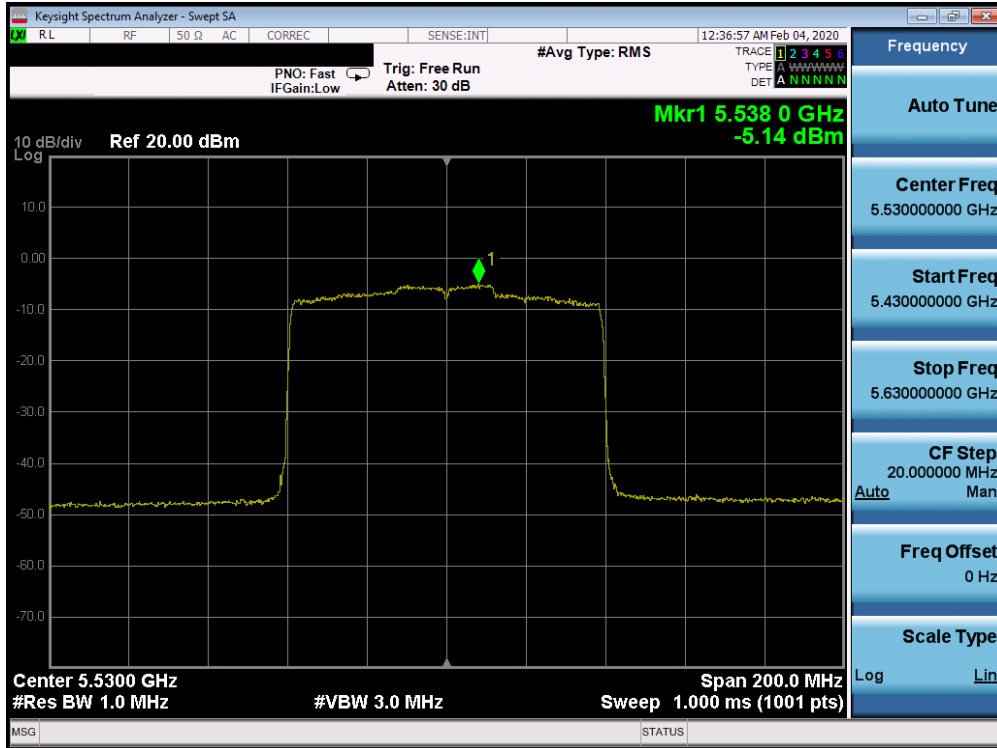 Keysight Spectrum Analyzer - Swept SA
LXI RL RF 50 Ω AC CORREC SENSE:INT 12:36:57 AM Feb 04, 2020
#Avg Type: RMS
TRACE 1 2 3 4 5 6
TYPE A WWWWW
DET A N N N N N
PNO: Fast
IFGain:Low
Trig: Free Run
Atten: 30 dB
Mkr1 5.538 0 GHz
-5.14 dBm
10 dB/div
Log
Ref 20.00 dBm
10.0
0.00
-10.0
-20.0
-30.0
-40.0
-50.0
-60.0
-70.0
1
Center 5.5300 GHz
Span 200.0 MHz
#Res BW 1.0 MHz
#VBW 3.0 MHz
Sweep 1.000 ms (1001 pts)
MSG
STATUS
Frequency
Auto Tune
Center Freq
5.530000000 GHz
Start Freq
5.430000000 GHz
Stop Freq
5.630000000 GHz
CF Step
20.000000 MHz
Auto Man
Freq Offset
0 Hz
Scale Type
Log Lin